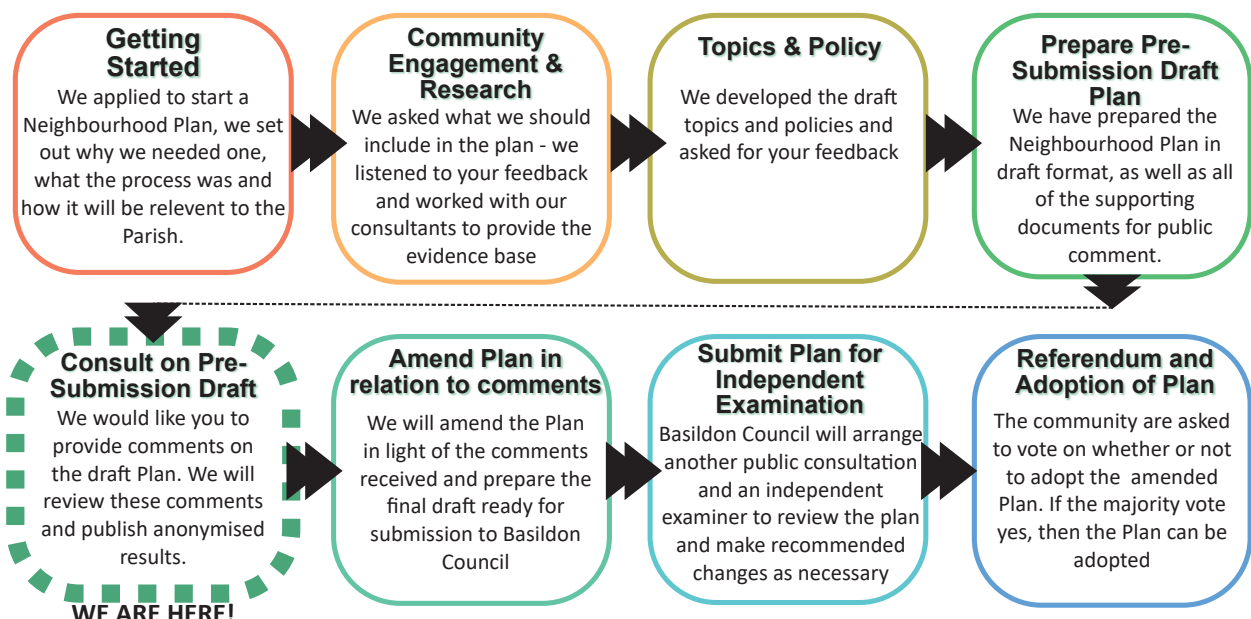 Getting
Started
We applied to start a
Neighbourhood Plan, we set
out why we needed one,
what the process was and
how it will be relevent to the
Parish.
Community
Engagement &
Research
We asked what we should
include in the plan - we
listened to your feedback
and worked with our
consultants to provide the
evidence base
Topics & Policy
We developed the draft
topics and policies and
asked for your feedback
Prepare Pre-
Submission Draft
Plan
We have prepared the
Neighbourhood Plan in
draft format, as well as all
of the supporting
documents for public
comment.
Consult on Pre-
Submission Draft
We would like you to
provide comments on
the draft Plan. We will
review these comments
and publish anonymised
results.
WE ARE HERE!
Amend Plan in
relation to comments
We will amend the Plan
in light of the comments
received and prepare the
final draft ready for
submission to Basildon
Council
Submit Plan for
Independent
Examination
Basildon Council will arrange
another public consultation
and an independent
examiner to review the plan
and make recommended
changes as necessary
Referendum and
Adoption of Plan
The community are asked
to vote on whether or not
to adopt the amended
Plan. If the majority vote
yes, then the Plan can be
adopted